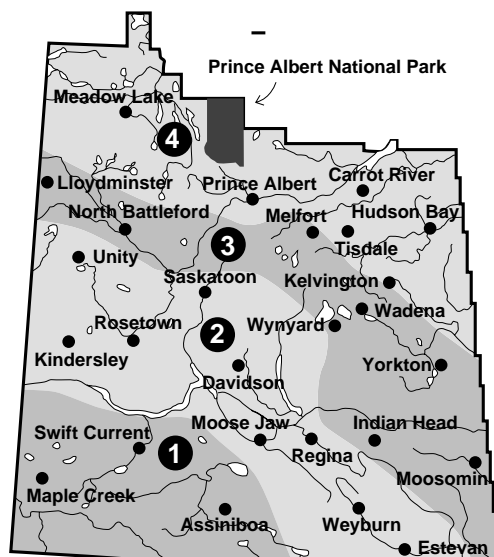 –
Prince Albert National Park
Meadow Lake
4
Lloydminster
Prince Albert
Carrot River
North Battleford
Melfort
Hudson Bay
3
Tisdale
Unity
Saskatoon
Kelvington
Rosetown
2
Wynyard
Wadena
Kindersley
Davidson
Yorkton
Swift Current
Moose Jaw
Indian Head
1
Regina
Moosomin
Maple Creek
Assiniboa
Weyburn
Estevan